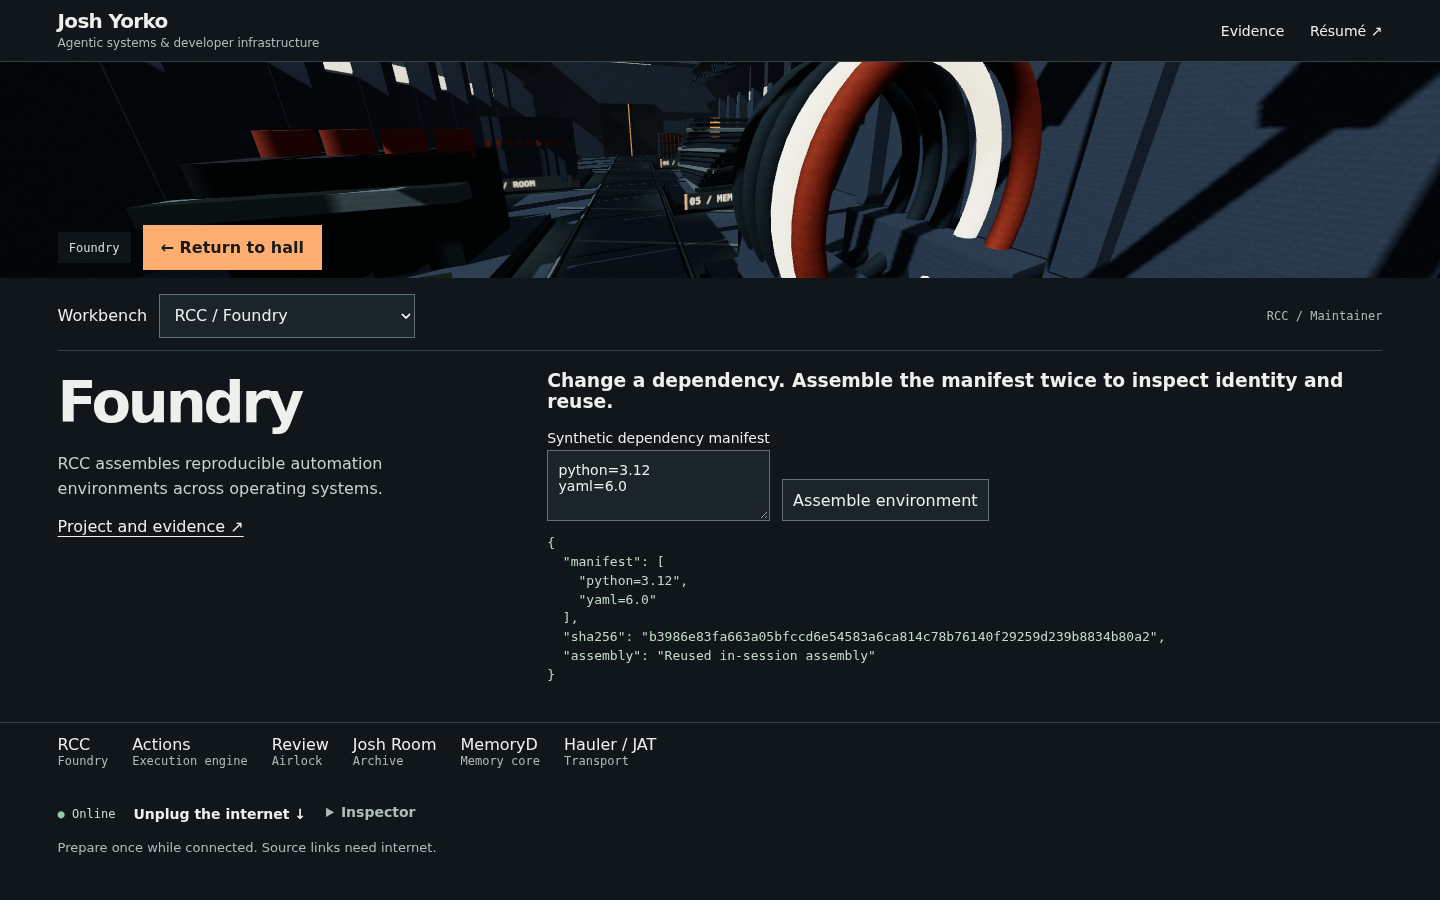 Josh Yorko
Agentic systems & developer infrastructure
Evidence
Résumé ↗
/ ROOM
05 / MEM
Foundry
← Return to hall
Workbench
RCC / Foundry
RCC / Maintainer
Foundry
RCC assembles reproducible automation
environments across operating systems.
Project and evidence ↗
Change a dependency. Assemble the manifest twice to inspect identity and
reuse.
Synthetic dependency manifest
python=3.12
yaml=6.0
Assemble environment
{
  "manifest": [
    "python=3.12",
    "yaml=6.0"
  ],
  "sha256": "b3986e83fa663a05bfccd6e54583a6ca814c78b76140f29259d239b8834b80a2",
  "assembly": "Reused in-session assembly"
}
RCC
Foundry
Actions
Execution engine
Review
Airlock
Josh Room
Archive
MemoryD
Memory core
Hauler / JAT
Transport
● Online
Unplug the internet ↓
▶ Inspector
Prepare once while connected. Source links need internet.